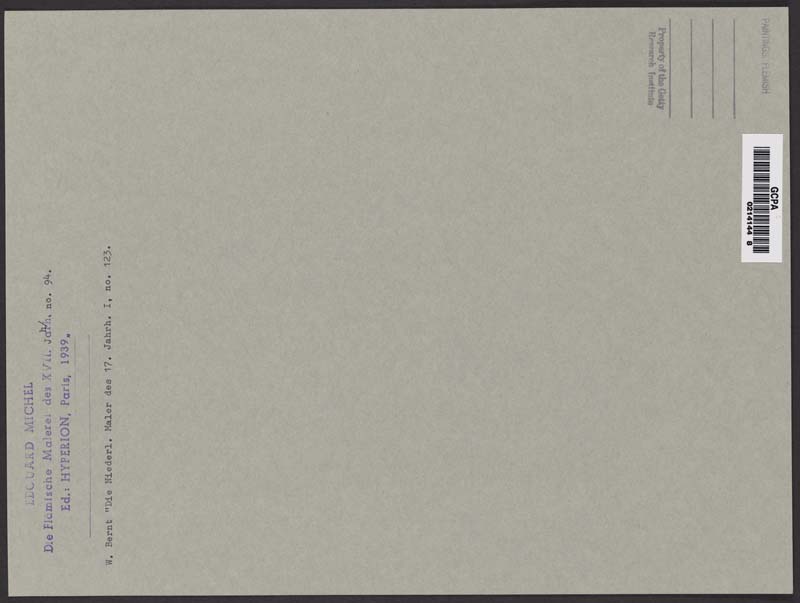 EDOUARD MICHEL
Die Flämische Malerei des XVII. Jahrh. no. 94.
Ed.: HYPERION, Paris, 1939.
W. Bernt "Die Niederl. Maler des 17. Jahrh. I, no. 123.
PAINTINGS FLEMISH
Property of the Getty
Research Institute
GCPA
0214144 8